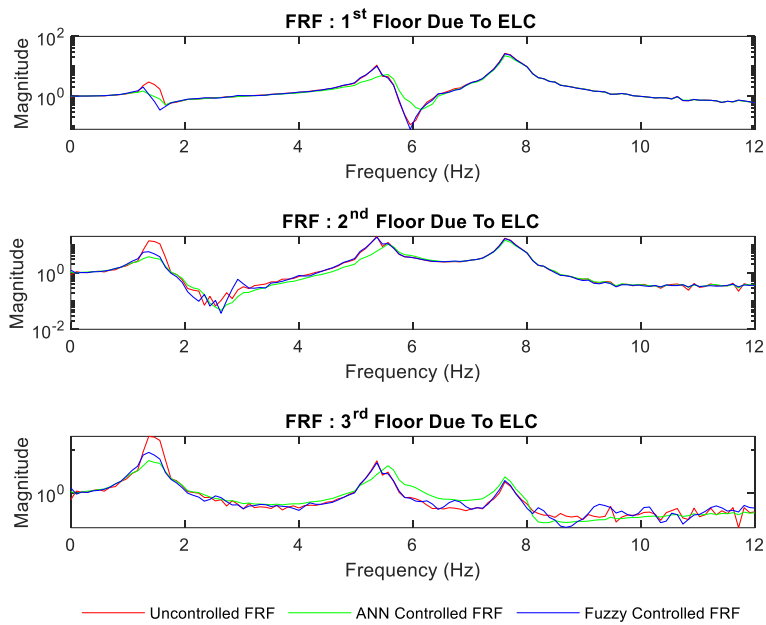 FRF : 1st Floor Due To ELC
10^2
10^0
Magnitude
0 2 4 6 8 10 12
Frequency (Hz)
FRF : 2nd Floor Due To ELC
10^0
10^-2
Magnitude
0 2 4 6 8 10 12
Frequency (Hz)
FRF : 3rd Floor Due To ELC
10^0
Magnitude
0 2 4 6 8 10 12
Frequency (Hz)
Uncontrolled FRF ANN Controlled FRF Fuzzy Controlled FRF